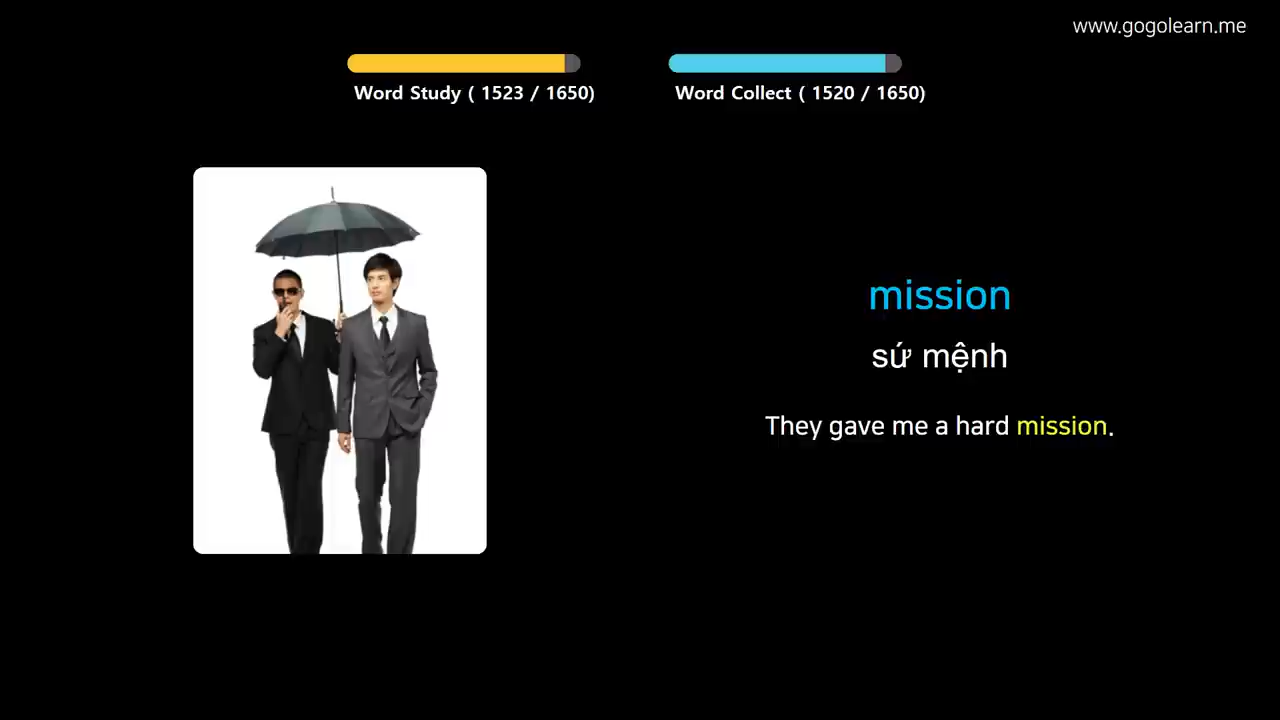 www.gogolearn.me
Word Study ( 1523 / 1650)
Word Collect ( 1520 / 1650)
mission
sứ mệnh
They gave me a hard mission.